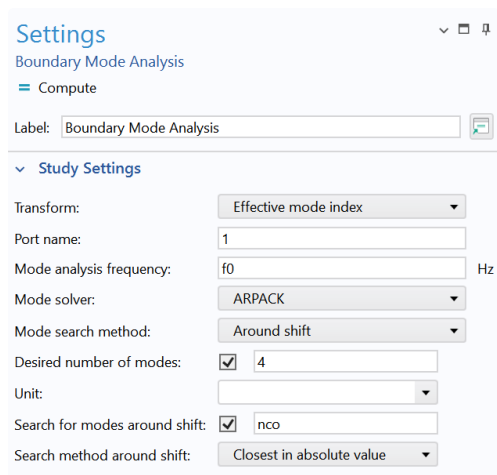 Settings
Boundary Mode Analysis
= Compute
Label: Boundary Mode Analysis
Study Settings
Transform: Effective mode index
Port name: 1
Mode analysis frequency: f0 Hz
Mode solver: ARPACK
Mode search method: Around shift
Desired number of modes: 4
Unit:
Search for modes around shift: nco
Search method around shift: Closest in absolute value